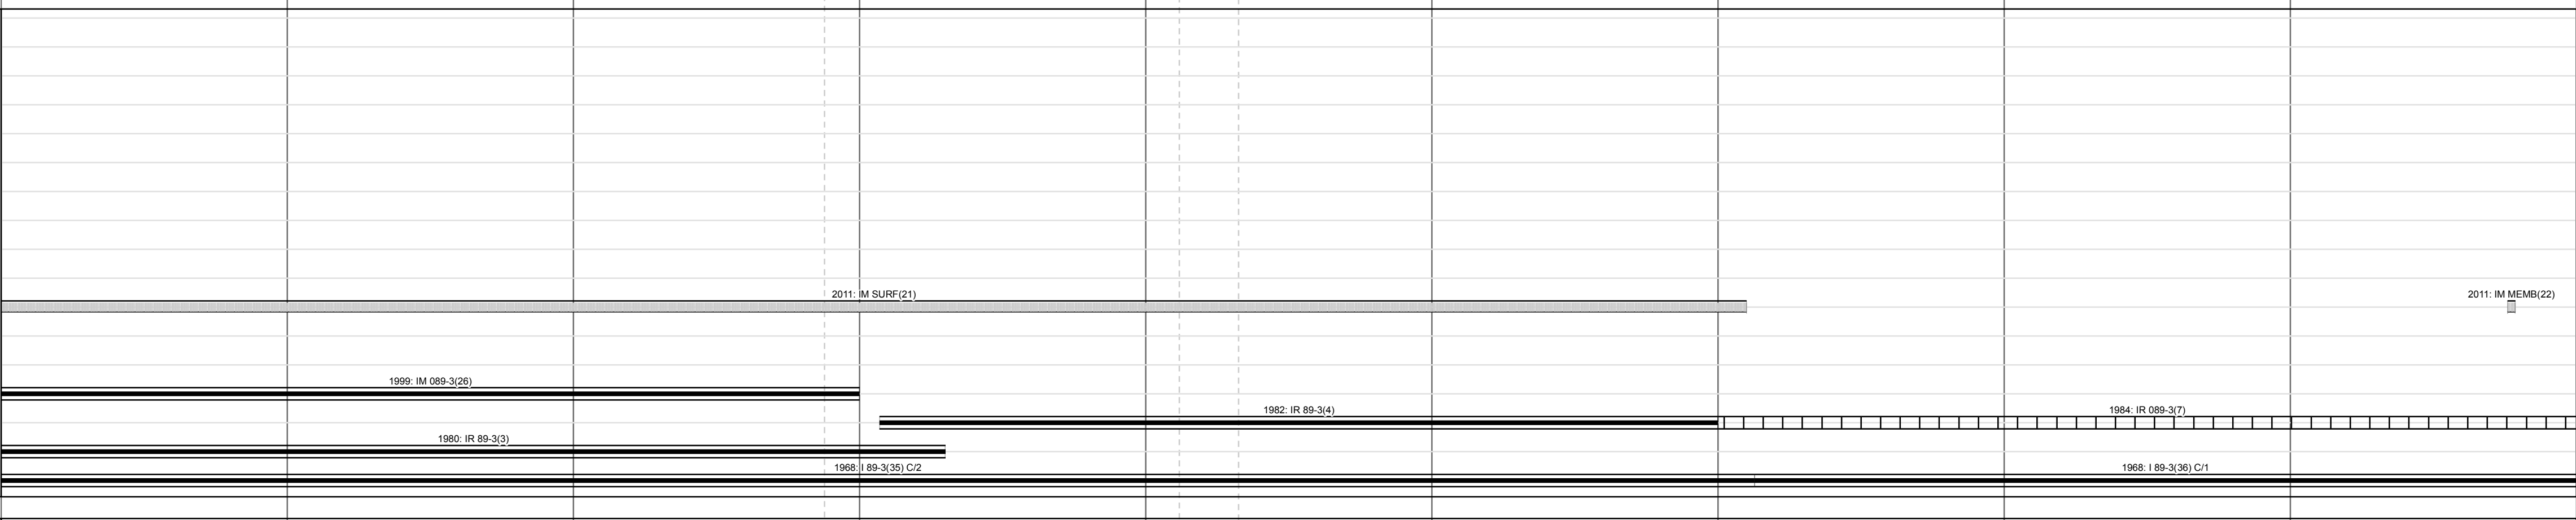 2011: IM SURF(21)
2011: IM MEMB(22)
1999: IM 089-3(26)
1982: IR 89-3(4)
1984: IR 089-3(7)
1980: IR 89-3(3)
1968: I 89-3(35) C/2
1968: I 89-3(36) C/1